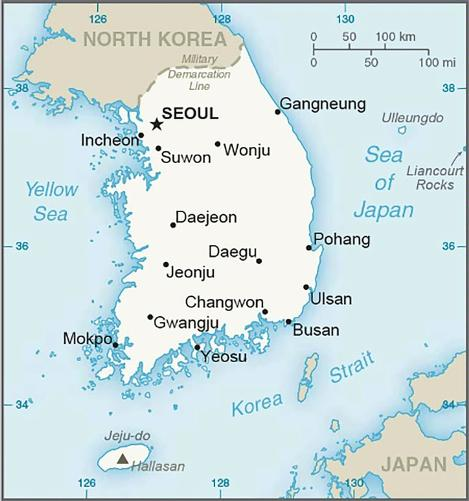 126
128
130
NORTH KOREA
0 50 100 km
0 50 100 mi
Military
Demarcation
Line
38
38
SEOUL
Gangneung
Ulleungdo
Incheon
Suwon
Wonju
Liancourt
Rocks
Sea
of
Japan
Yellow
Sea
Daejeon
36
36
Pohang
Daegu
Jeonju
Ulsan
Changwon
Gwangju
Busan
Mokpo
Yeosu
Korea Strait
34
34
Jeju-do
Hallasan
JAPAN
126
128
130